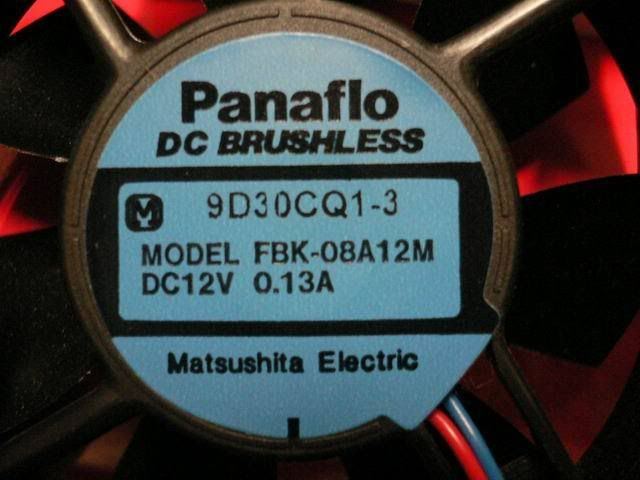 Panaflo
DC BRUSHLESS
M 9D30CQ1-3
MODEL FBK-08A12M
DC12V 0.13A
Matsushita Electric